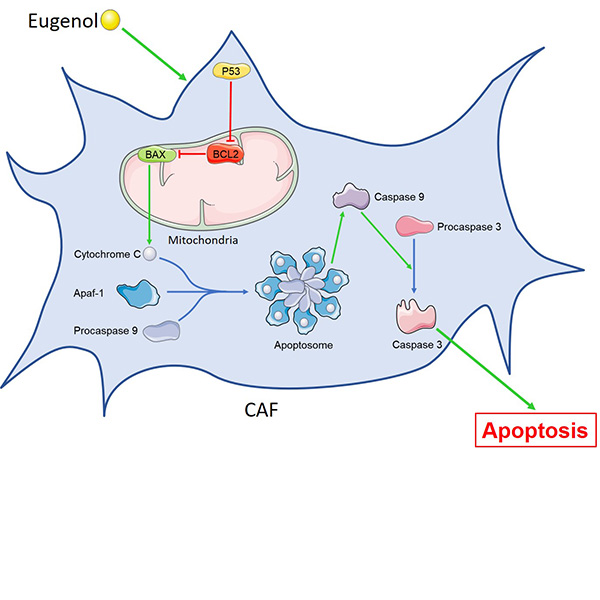 Eugenol
P53
BAX
BCL2
Mitochondria
Caspase 9
Procaspase 3
Cytochrome C
Apaf-1
Procaspase 9
Apoptosome
Caspase 3
CAF
Apoptosis